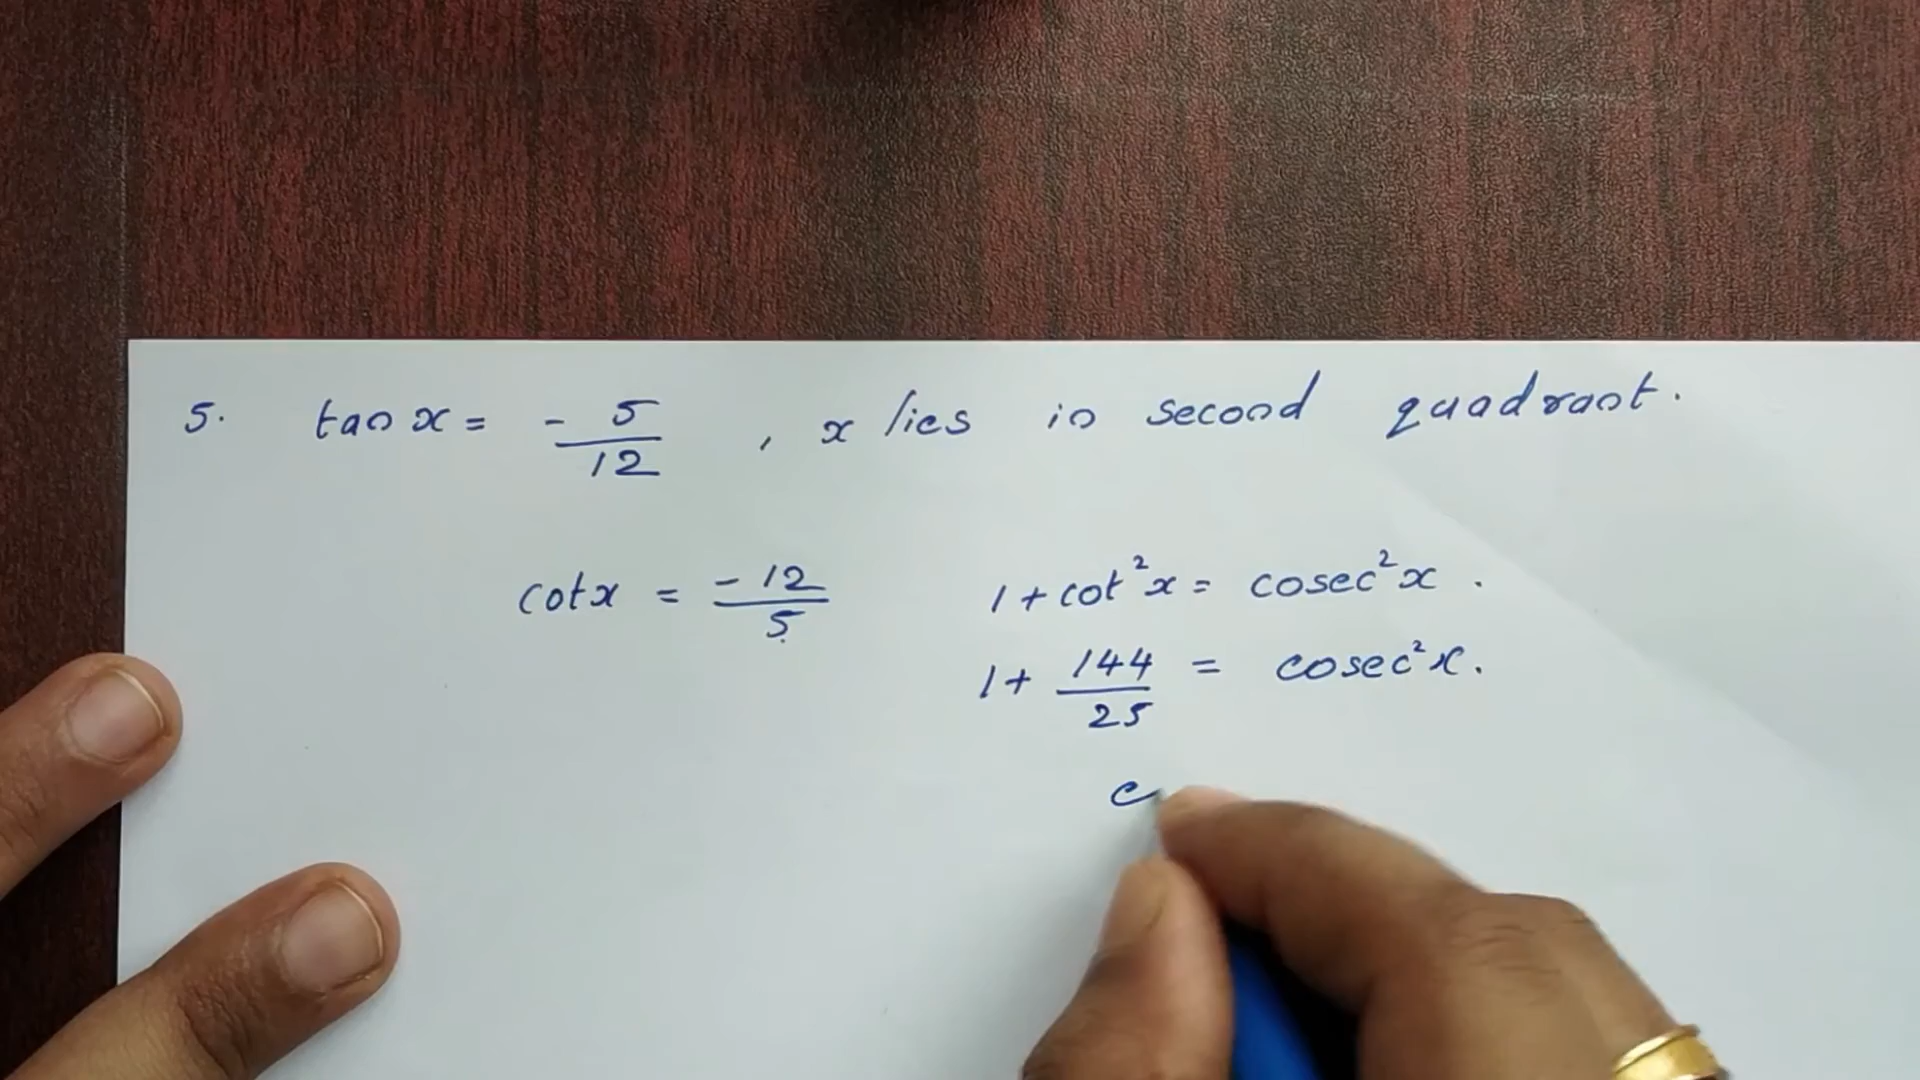 5. tan x = -5/12 , x lies in second quadrant.
cot x = -12/5
1 + cot²x = cosec²x .
1 + 144/25 = cosec²x.
c